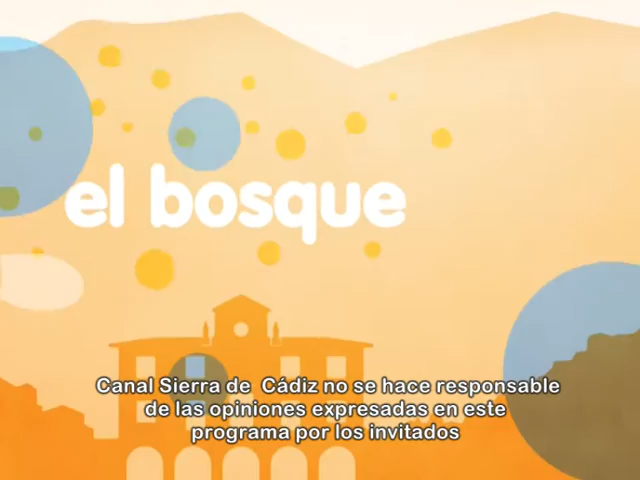 el bosque
Canal Sierra de  Cádiz no se hace responsable
de las opiniones expresadas en este
programa por los invitados